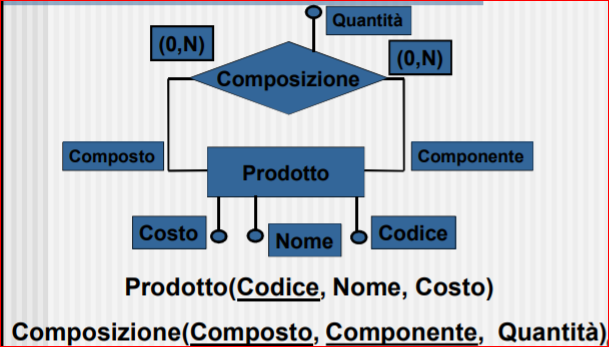 Quantità
(0,N)
(0,N)
Composizione
Composto
Componente
Prodotto
Costo
Nome
Codice
Prodotto(Codice, Nome, Costo)
Composizione(Composto, Componente, Quantità)